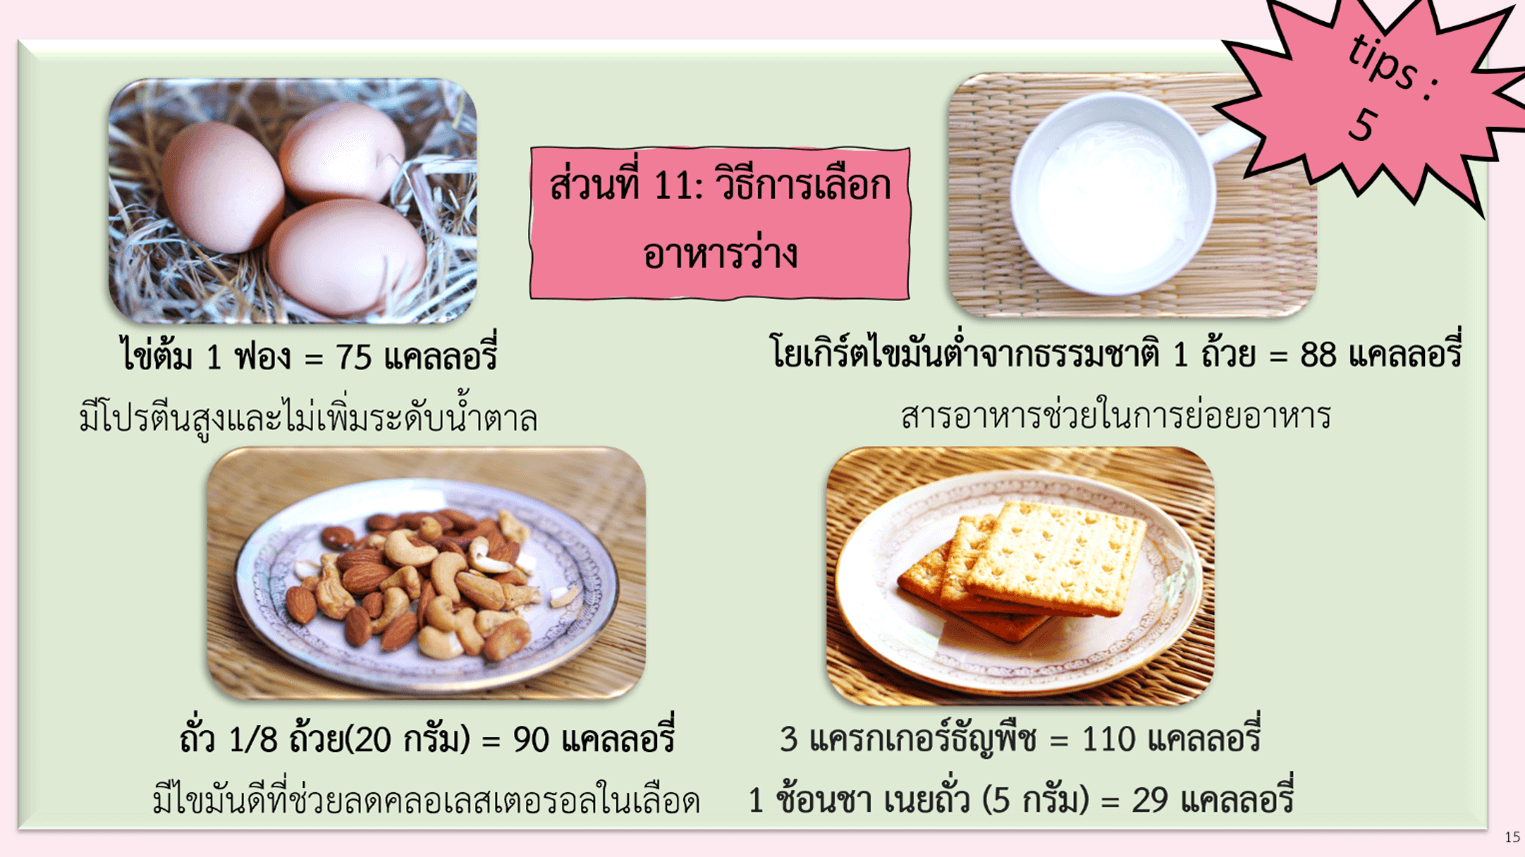 tips :
5
ส่วนที่ 11: วิธีการเลือก
อาหารว่าง
ไข่ต้ม 1 ฟอง = 75 แคลลอรี่
มีโปรตีนสูงและไม่เพิ่มระดับน้ำตาล
โยเกิร์ตไขมันต่ำจากธรรมชาติ 1 ถ้วย = 88 แคลลอรี่
สารอาหารช่วยในการย่อยอาหาร
ถั่ว 1/8 ถ้วย(20 กรัม) = 90 แคลลอรี่
มีไขมันดีที่ช่วยลดคลอเลสเตอรอลในเลือด
3 แครกเกอร์ธัญพืช = 110 แคลลอรี่
1 ช้อนชา เนยถั่ว (5 กรัม) = 29 แคลลอรี่
15